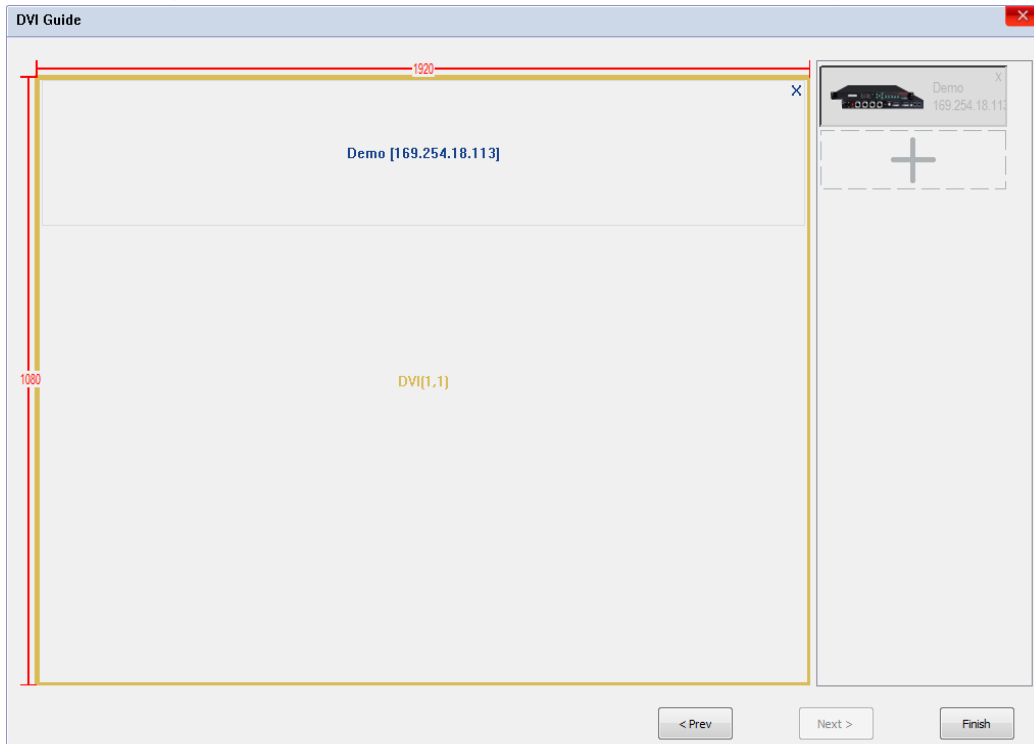 DVI Guide
X
1920
X
Demo
X
169.254.18.11
Demo [169.254.18.113]
1080
DVI(1,1)
< Prev
Next >
Finish